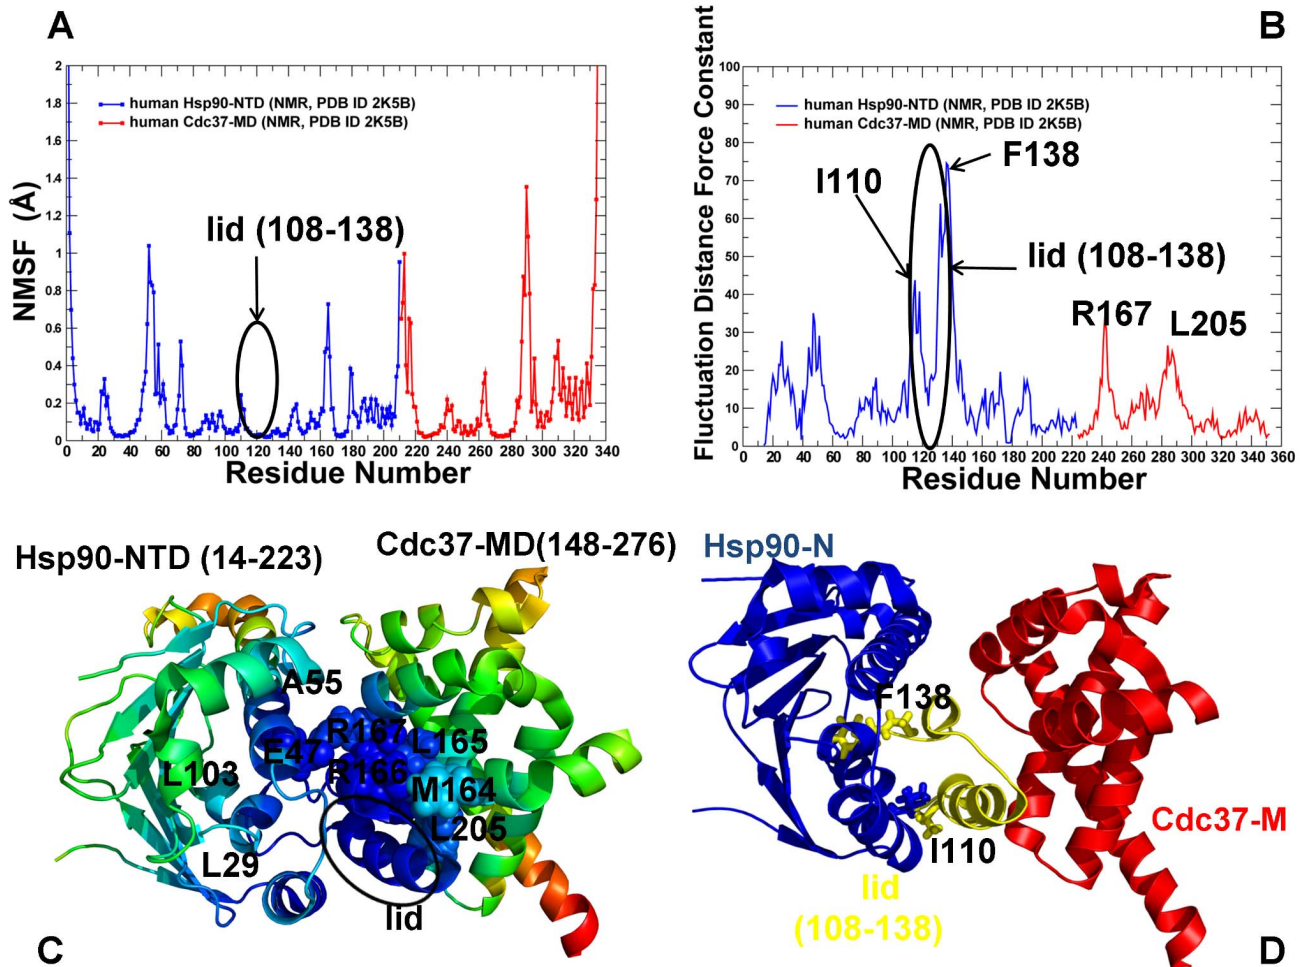 A
NMSF (Å)
2
1.8
1.6
1.4
1.2
1
0.8
0.6
0.4
0.2
0
human Hsp90-NTD (NMR, PDB ID 2K5B)
human Cdc37-MD (NMR, PDB ID 2K5B)
lid (108-138)
0 20 40 60 80 100 120 140 160 180 200 220 240 260 280 300 320 340
Residue Number
B
Fluctuation Distance Force Constant
100
90
80
70
60
50
40
30
20
10
0
human Hsp90-NTD (NMR, PDB ID 2K5B)
human Cdc37-MD (NMR, PDB ID 2K5B)
F138
I110
lid (108-138)
R167
L205
0 20 40 60 80 100 120 140 160 180 200 220 240 260 280 300 320 340 360
Residue Number
Hsp90-NTD (14-223)
Cdc37-MD(148-276)
A55
R167
L165
E47
R166
L103
M164
L205
L29
lid
C
Hsp90-N
F138
I110
Cdc37-M
lid
(108-138)
D